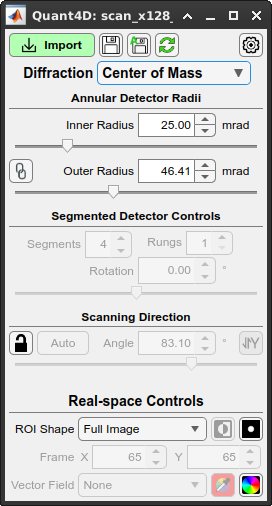 Quant4D: scan_x128_
Import
Diffraction Center of Mass
Annular Detector Radii
Inner Radius 25.00 mrad
Outer Radius 46.41 mrad
Segmented Detector Controls
Segments 4 Rungs 1
Rotation 0.00 °
Scanning Direction
Auto Angle 83.10 °
Real-space Controls
ROI Shape Full Image
Frame X 65 Y 65
Vector Field None